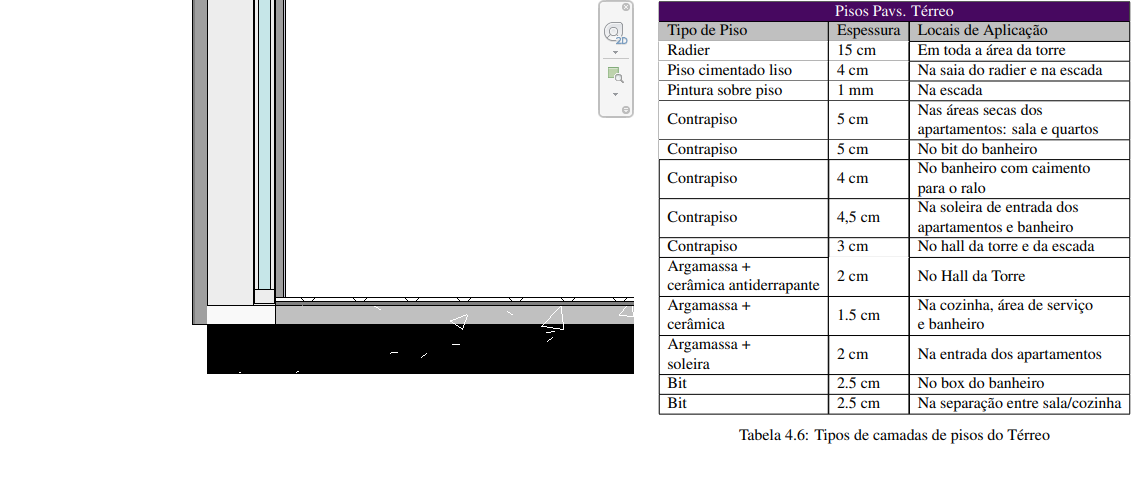 2D
Pisos Pavs. Térreo
Tipo de Piso Espessura Locais de Aplicação
Radier 15 cm Em toda a área da torre
Piso cimentado liso 4 cm Na saia do radier e na escada
Pintura sobre piso 1 mm Na escada
Contrapiso 5 cm Nas áreas secas dos
apartamentos: sala e quartos
Contrapiso 5 cm No bit do banheiro
Contrapiso 4 cm No banheiro com caimento
para o ralo
Contrapiso 4,5 cm Na soleira de entrada dos
apartamentos e banheiro
Contrapiso 3 cm No hall da torre e da escada
Argamassa +
cerâmica antiderrapante 2 cm No Hall da Torre
Argamassa +
cerâmica 1.5 cm Na cozinha, área de serviço
e banheiro
Argamassa +
soleira 2 cm Na entrada dos apartamentos
Bit 2.5 cm No box do banheiro
Bit 2.5 cm Na separação entre sala/cozinha
Tabela 4.6: Tipos de camadas de pisos do Térreo